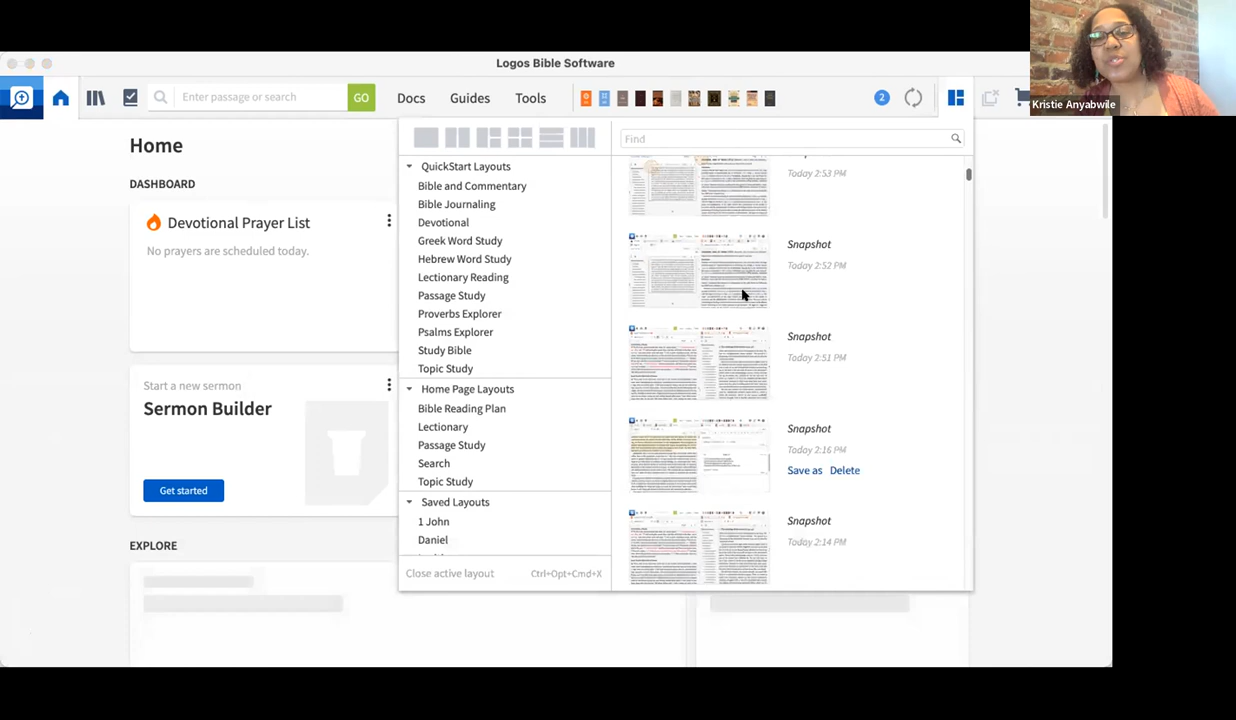 Logos Bible Software
Kristie Anyabwile
Enter passage or search
GO
Docs
Guides
Tools
2
Home
DASHBOARD
Devotional Prayer List
No prayers are scheduled today.
Start a new sermon
Sermon Builder
Get started
EXPLORE
QuickStart Layouts
Bible and Commentary
Bible Journaling
Devotional
Greek Word Study
Hebrew Word Study
Lectionary Reading
Passage Study
Proverbs Explorer
Psalms Explorer
Study Bible
Topic Study
Home Page Layouts
Bible Reading Plan
Lectionary
Passage Study
Search
Topic Study
Saved Layouts
1 John
Daniel
Close active layout
Ctrl+Opt+Cmd+X
Find
Today 2:53 PM
Snapshot
Today 2:52 PM
Snapshot
Today 2:51 PM
Snapshot
Today 2:16 PM
Save as Delete
Snapshot
Today 2:14 PM